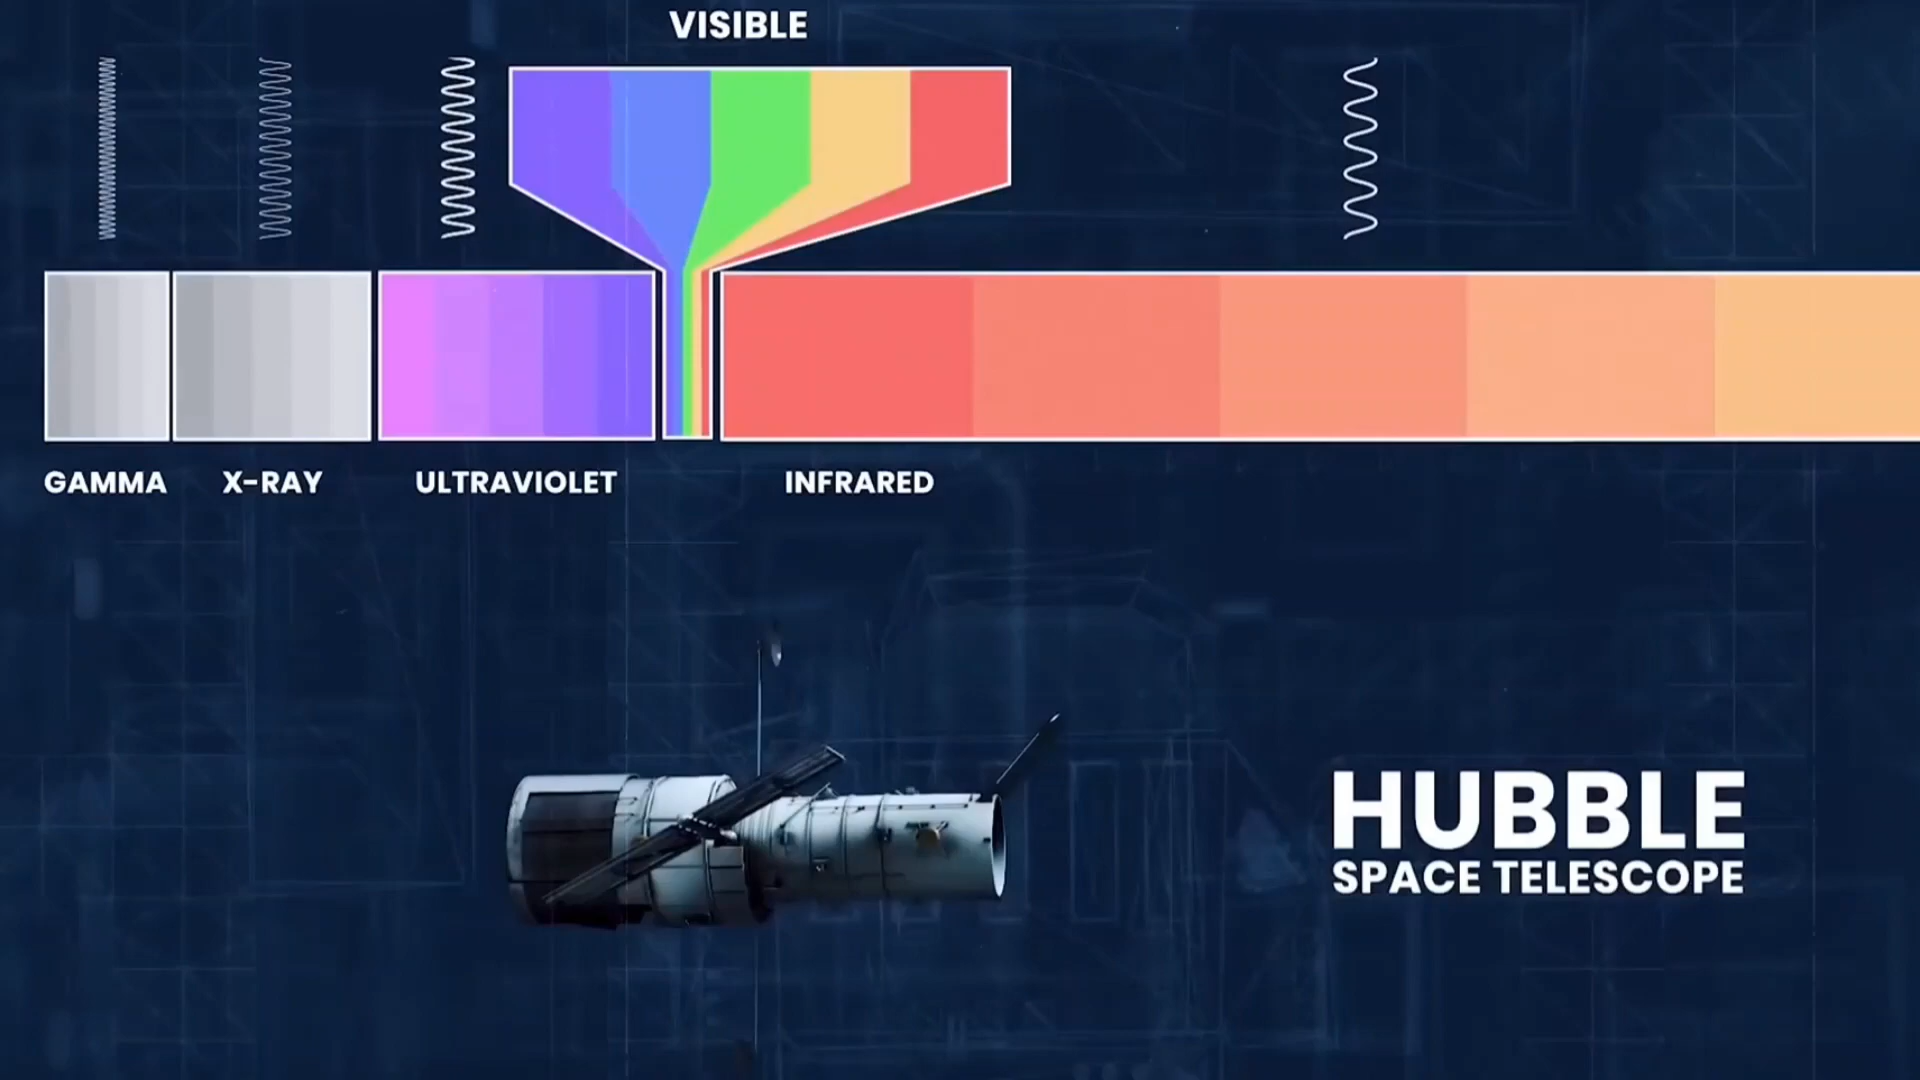 VISIBLE
GAMMA
X-RAY
ULTRAVIOLET
INFRARED
HUBBLE
SPACE TELESCOPE